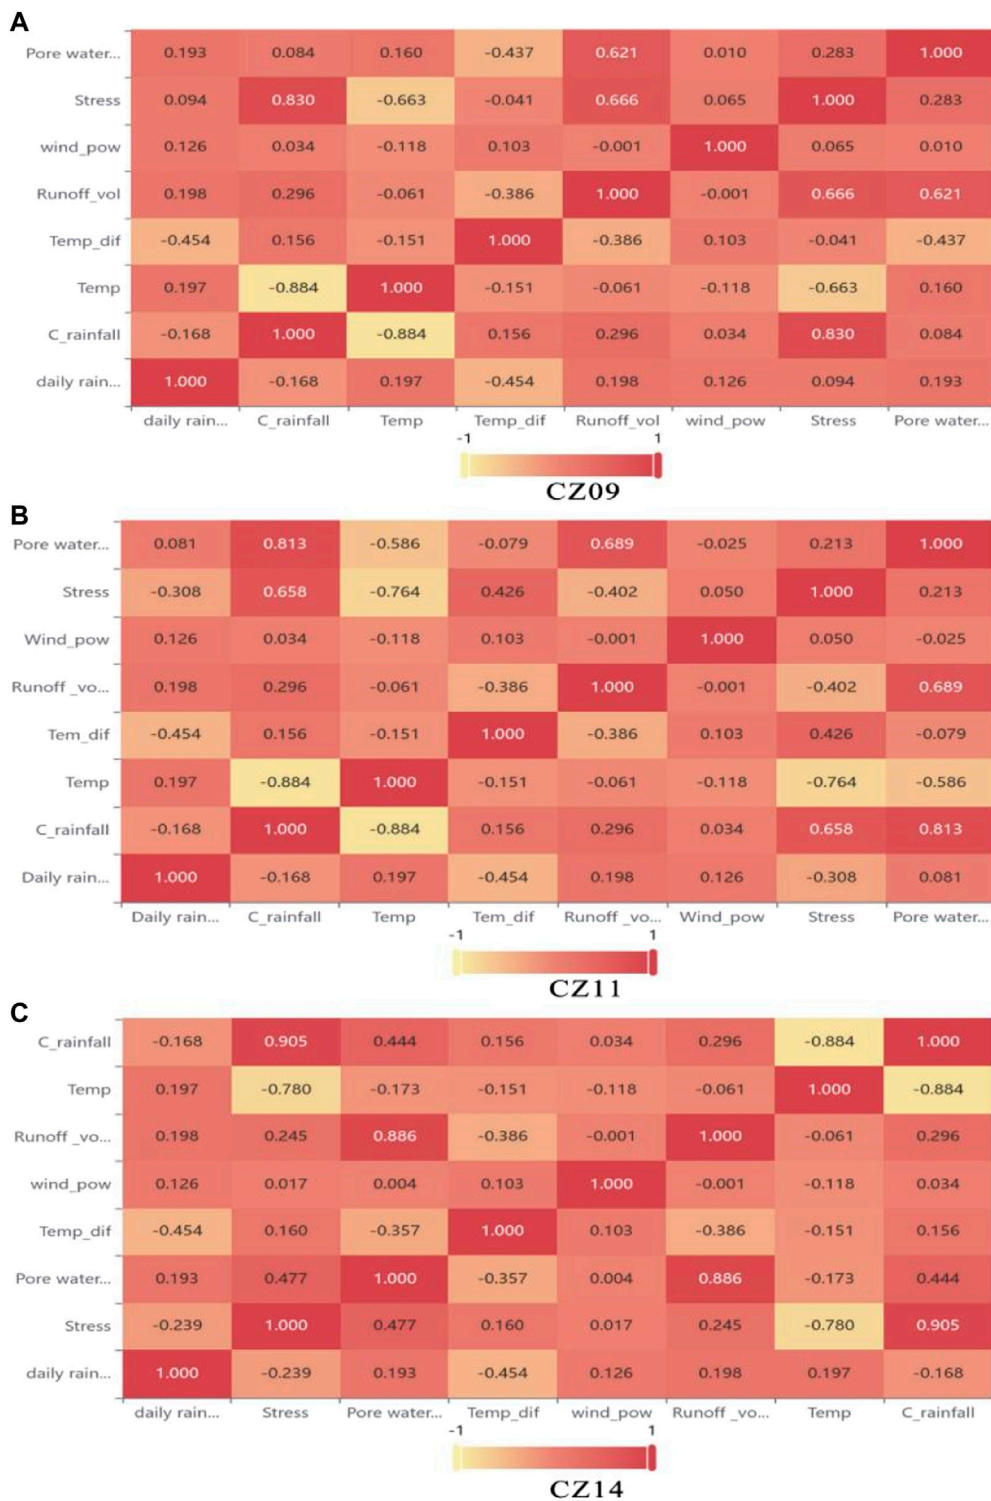 A
Pore water... 0.193 0.084 0.160 -0.437 0.621 0.010 0.283 1.000
Stress 0.094 0.830 -0.663 -0.041 0.666 0.065 1.000 0.283
wind_pow 0.126 0.034 -0.118 0.103 -0.001 1.000 0.065 0.010
Runoff_vol 0.198 0.296 -0.061 -0.386 1.000 -0.001 0.666 0.621
Temp_dif -0.454 0.156 -0.151 1.000 -0.386 0.103 -0.041 -0.437
Temp 0.197 -0.884 1.000 -0.151 -0.061 -0.118 -0.663 0.160
C_rainfall -0.168 1.000 -0.884 0.156 0.296 0.034 0.830 0.084
daily rain... 1.000 -0.168 0.197 -0.454 0.198 0.126 0.094 0.193
daily rain... C_rainfall Temp Temp_dif Runoff_vol wind_pow Stress Pore water...
-1 1
CZ09
B
Pore water... 0.081 0.813 -0.586 -0.079 0.689 -0.025 0.213 1.000
Stress -0.308 0.658 -0.764 0.426 -0.402 0.050 1.000 0.213
Wind_pow 0.126 0.034 -0.118 0.103 -0.001 1.000 0.050 -0.025
Runoff _vo... 0.198 0.296 -0.061 -0.386 1.000 -0.001 -0.402 0.689
Tem_dif -0.454 0.156 -0.151 1.000 -0.386 0.103 0.426 -0.079
Temp 0.197 -0.884 1.000 -0.151 -0.061 -0.118 -0.764 -0.586
C_rainfall -0.168 1.000 -0.884 0.156 0.296 0.034 0.658 0.813
Daily rain... 1.000 -0.168 0.197 -0.454 0.198 0.126 -0.308 0.081
Daily rain... C_rainfall Temp Tem_dif Runoff _vo... Wind_pow Stress Pore water...
-1 1
CZ11
C
C_rainfall -0.168 0.905 0.444 0.156 0.034 0.296 -0.884 1.000
Temp 0.197 -0.780 -0.173 -0.151 -0.118 -0.061 1.000 -0.884
Runoff _vo... 0.198 0.245 0.886 -0.386 -0.001 1.000 -0.061 0.296
wind_pow 0.126 0.017 0.004 0.103 1.000 -0.001 -0.118 0.034
Temp_dif -0.454 0.160 -0.357 1.000 0.103 -0.386 -0.151 0.156
Pore water... 0.193 0.477 1.000 -0.357 0.004 0.886 -0.173 0.444
Stress -0.239 1.000 0.477 0.160 0.017 0.245 -0.780 0.905
daily rain... 1.000 -0.239 0.193 -0.454 0.126 0.198 0.197 -0.168
daily rain... Stress Pore water... Temp_dif wind_pow Runoff _vo... Temp C_rainfall
-1 1
CZ14